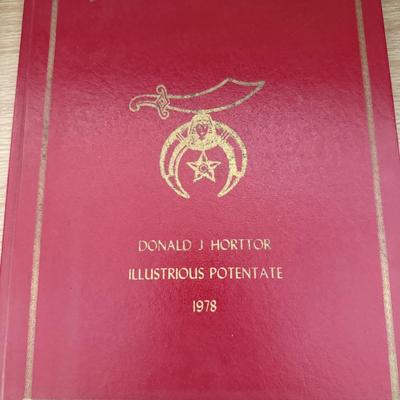 DONALD J HORTTOR
ILLUSTRIOUS POTENTATE
1978